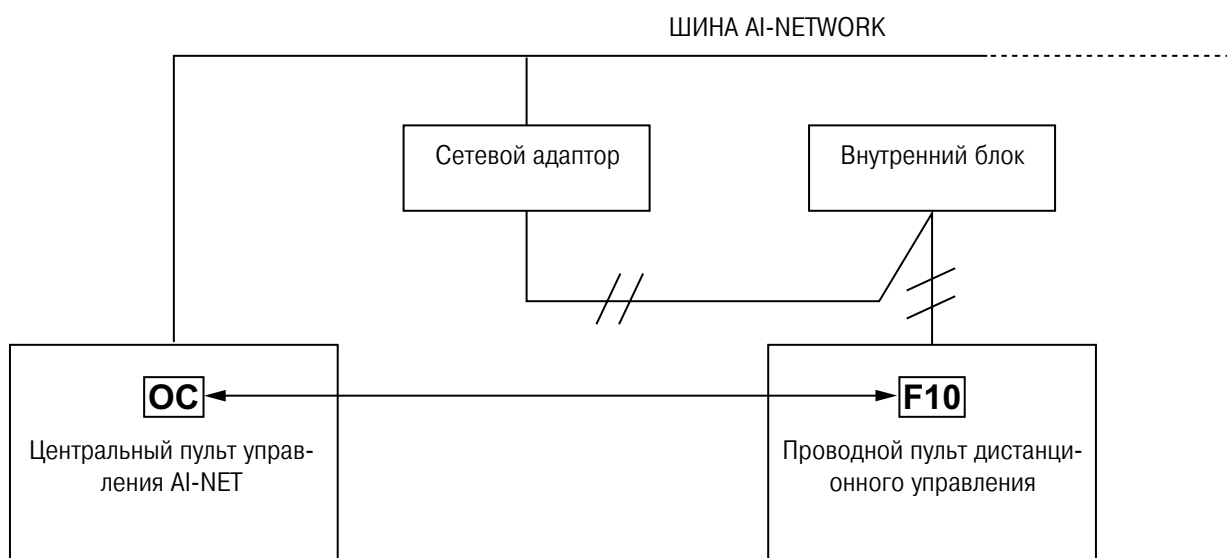 ШИНА AI-NETWORK
Сетевой адаптор
Внутренний блок
OC
F10
Центральный пульт управ-
ления AI-NET
Проводной пульт дистанци-
онного управления